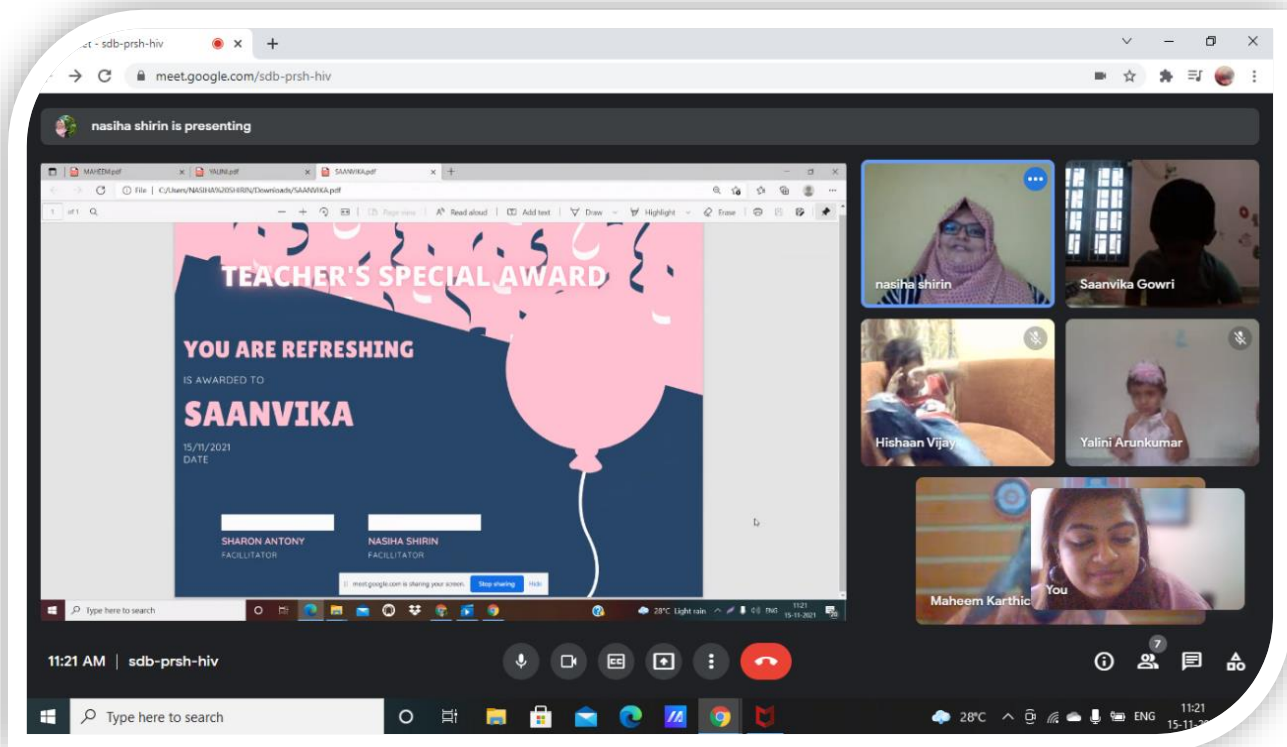 et - sdb-prsh-hiv
meet.google.com/sdb-prsh-hiv
nasiha shirin is presenting
MAHEEM.pdf
YALINI.pdf
SAANVIKA.pdf
File | C:/Users/NASIHA%20SHIRIN/Downloads/SAANVIKA.pdf
1 of 1
Page view
Read aloud
Add text
Draw
Highlight
Erase
TEACHER'S SPECIAL AWARD
YOU ARE REFRESHING
IS AWARDED TO
SAANVIKA
15/11/2021
DATE
SHARON ANTONY
FACILLITATOR
NASIHA SHIRIN
FACILLITATOR
meet.google.com is sharing your screen.
Stop sharing
Hide
Type here to search
28°C Light rain
ENG
1121
15-11-2021
nasiha shirin
Saanvika Gowri
Hishaan Vijay
Yalini Arunkumar
Maheem Karthic
You
11:21 AM | sdb-prsh-hiv
CC
7
Type here to search
28°C
ENG
11:21